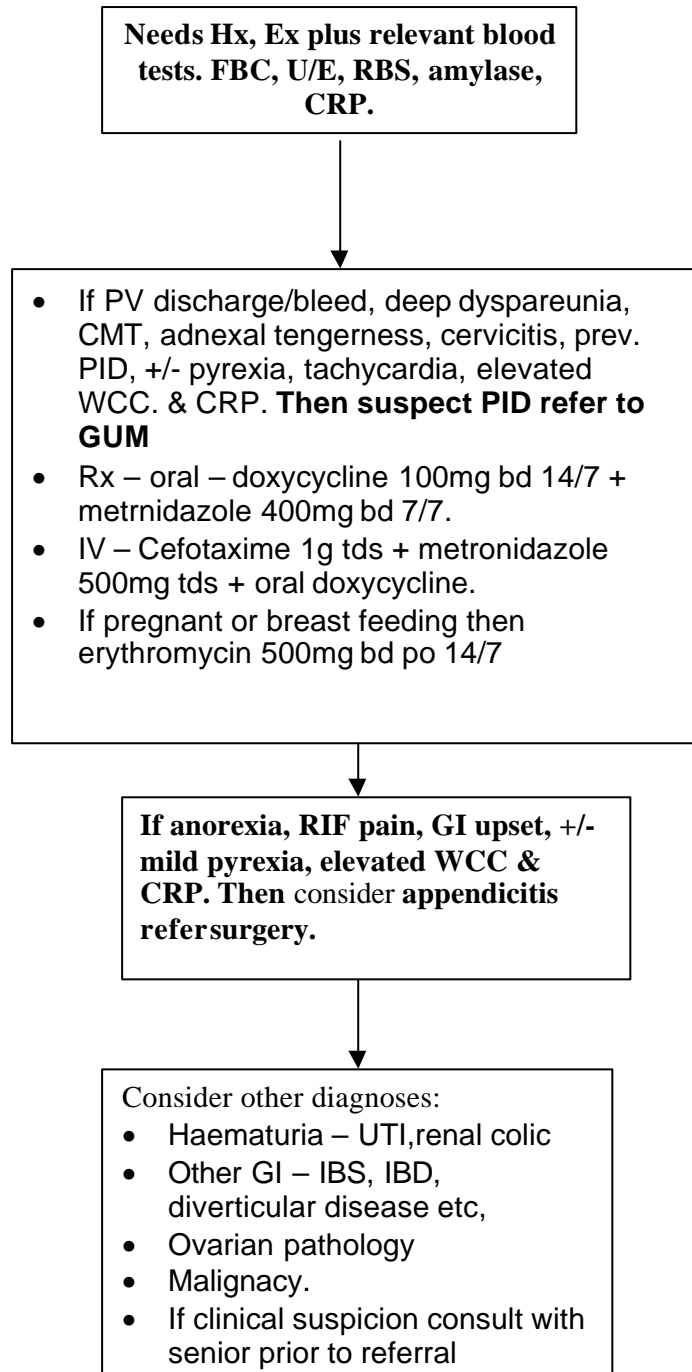 Needs Hx, Ex plus relevant blood
tests. FBC, U/E, RBS, amylase,
CRP.
• If PV discharge/bleed, deep dyspareunia,
CMT, adnexal tengerness, cervicitis, prev.
PID, +/- pyrexia, tachycardia, elevated
WCC. & CRP. Then suspect PID refer to
GUM
• Rx – oral – doxycycline 100mg bd 14/7 +
metrnidazole 400mg bd 7/7.
• IV – Cefotaxime 1g tds + metronidazole
500mg tds + oral doxycycline.
• If pregnant or breast feeding then
erythromycin 500mg bd po 14/7
If anorexia, RIF pain, GI upset, +/-
mild pyrexia, elevated WCC &
CRP. Then consider appendicitis
refer surgery.
Consider other diagnoses:
• Haematuria – UTI,renal colic
• Other GI – IBS, IBD,
diverticular disease etc,
• Ovarian pathology
• Malignacy.
• If clinical suspicion consult with
senior prior to referral